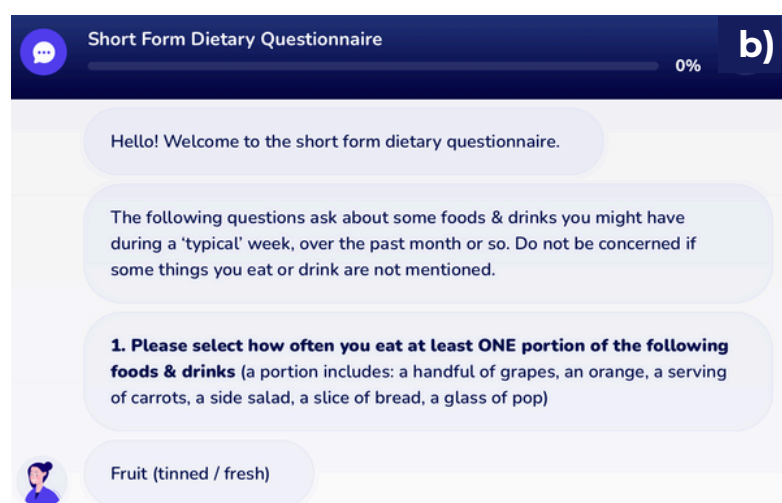 Short Form Dietary Questionnaire
b)
0%
Hello! Welcome to the short form dietary questionnaire.
The following questions ask about some foods & drinks you might have
during a ‘typical’ week, over the past month or so. Do not be concerned if
some things you eat or drink are not mentioned.
1. Please select how often you eat at least ONE portion of the following
foods & drinks (a portion includes: a handful of grapes, an orange, a serving
of carrots, a side salad, a slice of bread, a glass of pop)
Fruit (tinned / fresh)